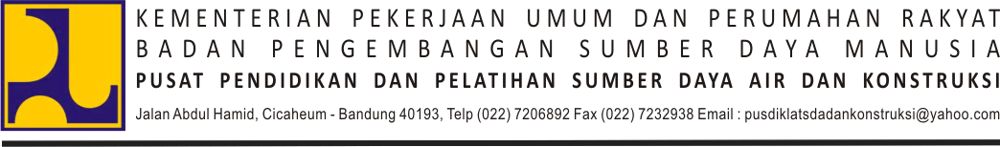 KEMENTERIAN PEKERJAAN UMUM DAN PERUMAHAN RAKYAT
BADAN PENGEMBANGAN SUMBER DAYA MANUSIA
PUSAT PENDIDIKAN DAN PELATIHAN SUMBER DAYA AIR DAN KONSTRUKSI
Jalan Abdul Hamid, Cicaheum - Bandung 40193, Telp (022) 7206892 Fax (022) 7232938 Email : pusdiklatsdadankonstruksi@yahoo.com